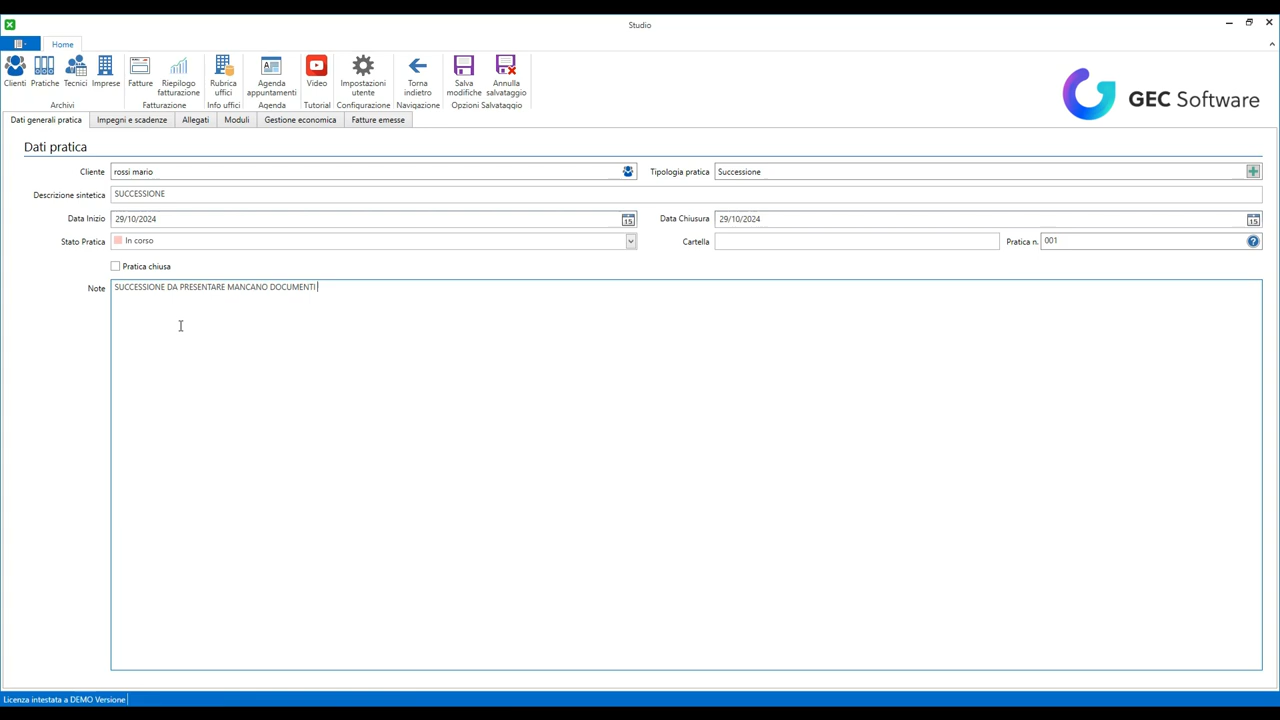 Studio
Home
Clienti Pratiche Tecnici Imprese Fatture Riepilogo fatturazione Rubrica uffici Agenda appuntamenti Video Impostazioni utente Torna indietro Salva modifiche Annulla salvataggio
Archivi Fatturazione Info uffici Agenda Tutorial Configurazione Navigazione Opzioni Salvataggio
GEC Software
Dati generali pratica Impegni e scadenze Allegati Moduli Gestione economica Fatture emesse
Dati pratica
Cliente rossi mario Tipologia pratica Successione
Descrizione sintetica SUCCESSIONE
Data Inizio 29/10/2024 15 Data Chiusura 29/10/2024 15
Stato Pratica In corso Cartella Pratica n. 001 ?
Pratica chiusa
Note SUCCESSIONE DA PRESENTARE MANCANO DOCUMENTI
Licenza intestata a DEMO Versione